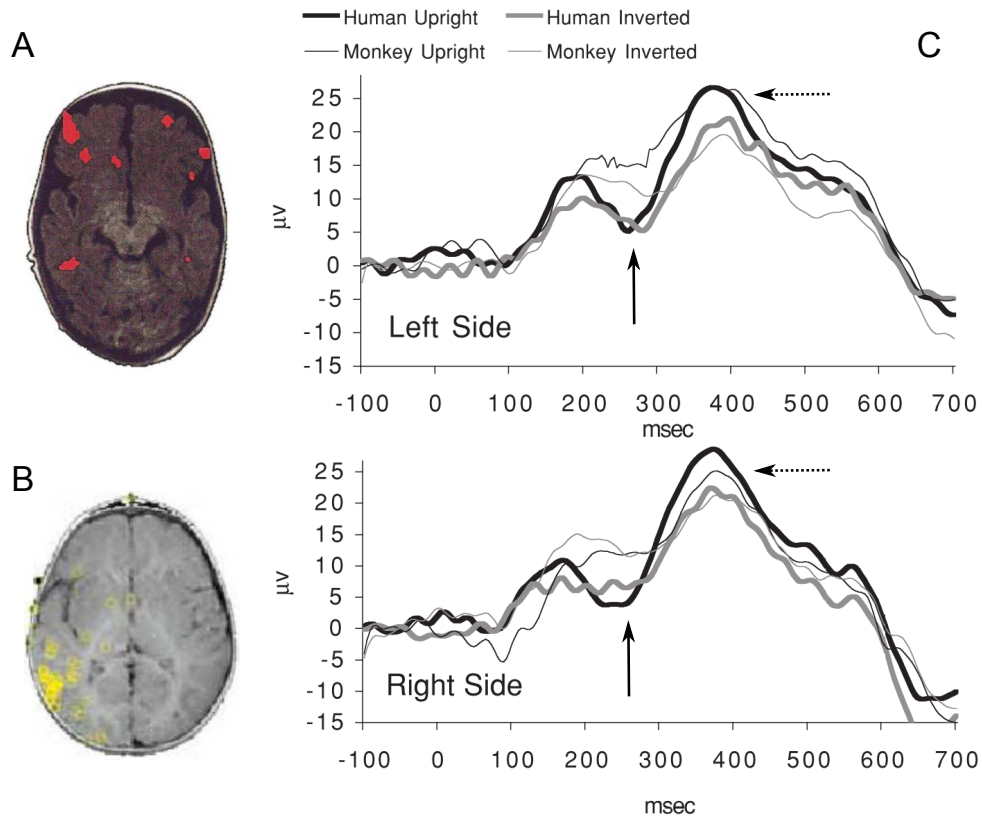 Human Upright
Human Inverted
Monkey Upright
Monkey Inverted
A
C
25
20
15
10
5
0
-5
-10
-15
μv
Left Side
-100 0 100 200 300 400 500 600 700
msec
B
25
20
15
10
5
0
-5
-10
-15
μv
Right Side
-100 0 100 200 300 400 500 600 700
msec